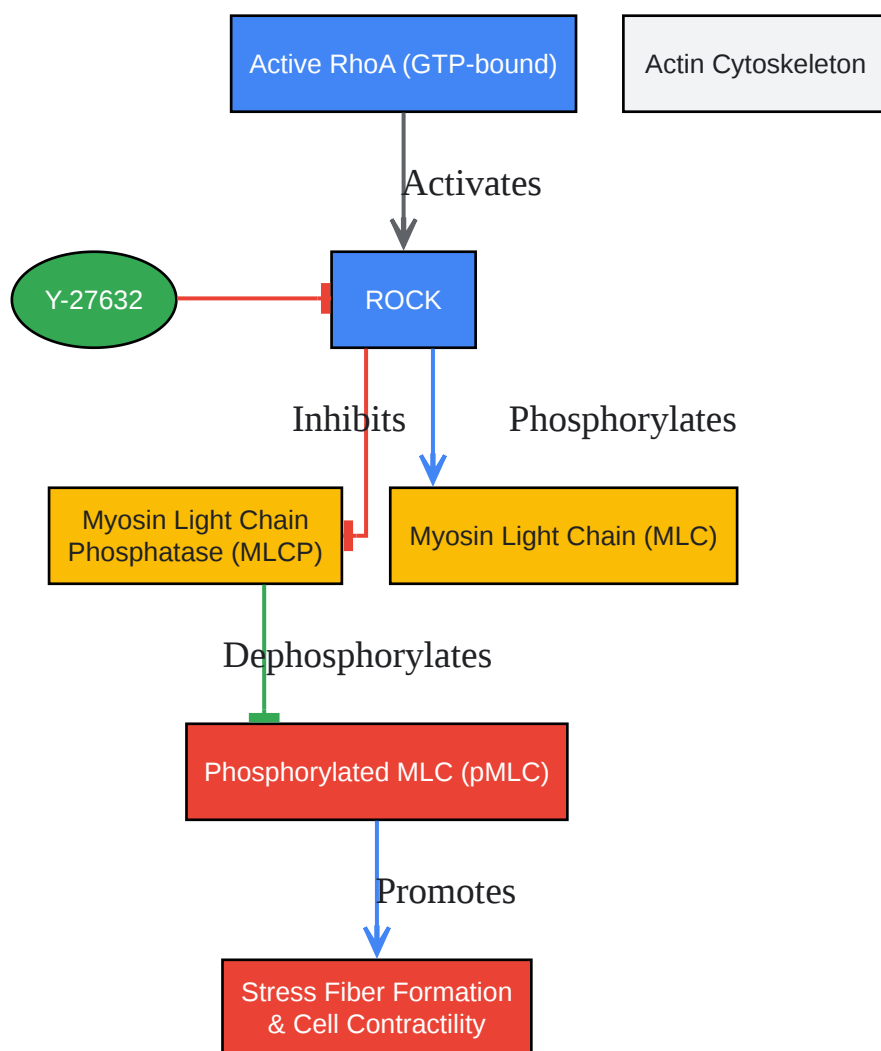 Active RhoA (GTP-bound)
Actin Cytoskeleton
Activates
Y-27632
ROCK
Inhibits
Phosphorylates
Myosin Light Chain
Phosphatase (MLCP)
Myosin Light Chain (MLC)
Dephosphorylates
Phosphorylated MLC (pMLC)
Promotes
Stress Fiber Formation
& Cell Contractility